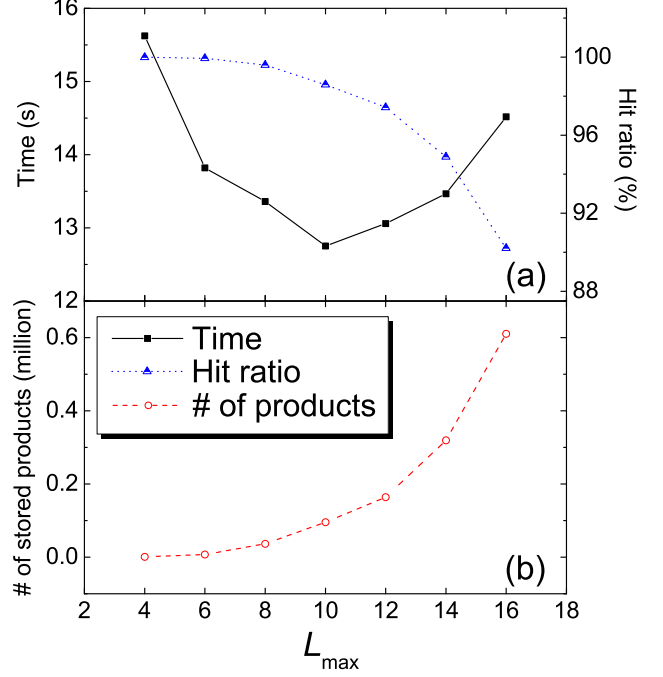 16
15
14
13
12
Time (s)
100
96
92
88
Hit ratio (%)
(a)
0.6
0.4
0.2
0.0
# of stored products (million)
Time
Hit ratio
# of products
(b)
2 4 6 8 10 12 14 16 18
Lmax